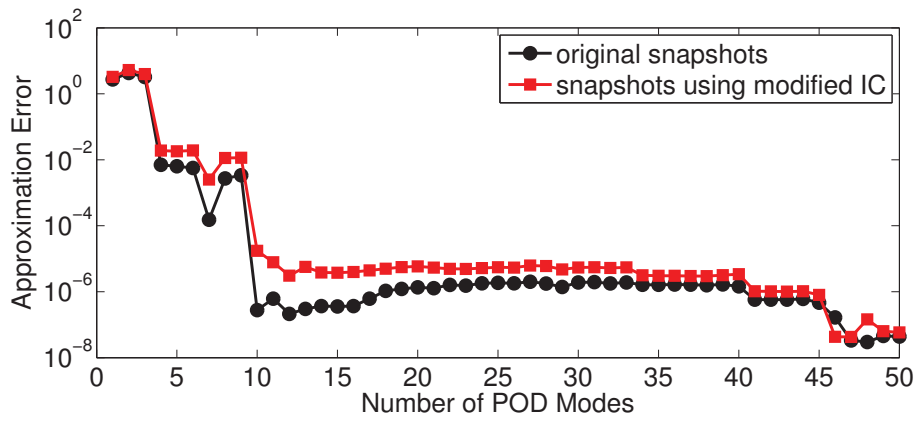 10^2
10^0
10^-2
10^-4
10^-6
10^-8
Approximation Error
original snapshots
snapshots using modified IC
0 5 10 15 20 25 30 35 40 45 50
Number of POD Modes